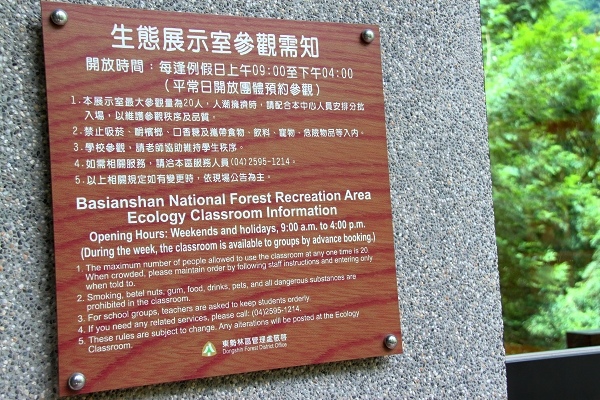 生態展示室參觀需知
開放時間：每逢例假日上午09:00至下午04:00
（平常日開放團體預約參觀）
1.本展示室最大參觀量為20人，人潮擁擠時，請配合本中心人員安排分批
入場，以維護參觀秩序及品質。
2.禁止吸菸、嚼檳榔、口香糖及攜帶食物、飲料、寵物、危險物品等入內。
3.學校參觀，請老師協助維持學生秩序。
4.如需相關服務，請洽本區服務人員(04)2595-1214。
5.以上相關規定如有變更時，依現場公告為主。
Basianshan National Forest Recreation Area
Ecology Classroom Information
Opening Hours: Weekends and holidays, 9:00 a.m. to 4:00 p.m.
(During the week, the classroom is available to groups by advance booking.)
1. The maximum number of people allowed to use the classroom at any one time is 20.
When crowded, please maintain order by following staff instructions and entering only
when told to.
2. Smoking, betel nuts, gum, food, drinks, pets, and all dangerous substances are
prohibited in the classroom.
3. For school groups, teachers are asked to keep students orderly.
4. If you need any related services, please call: (04)2595-1214.
5. These rules are subject to change. Any alterations will be posted at the Ecology
Classroom.
東勢林區管理處敬啓
Dongshih Forest District Office